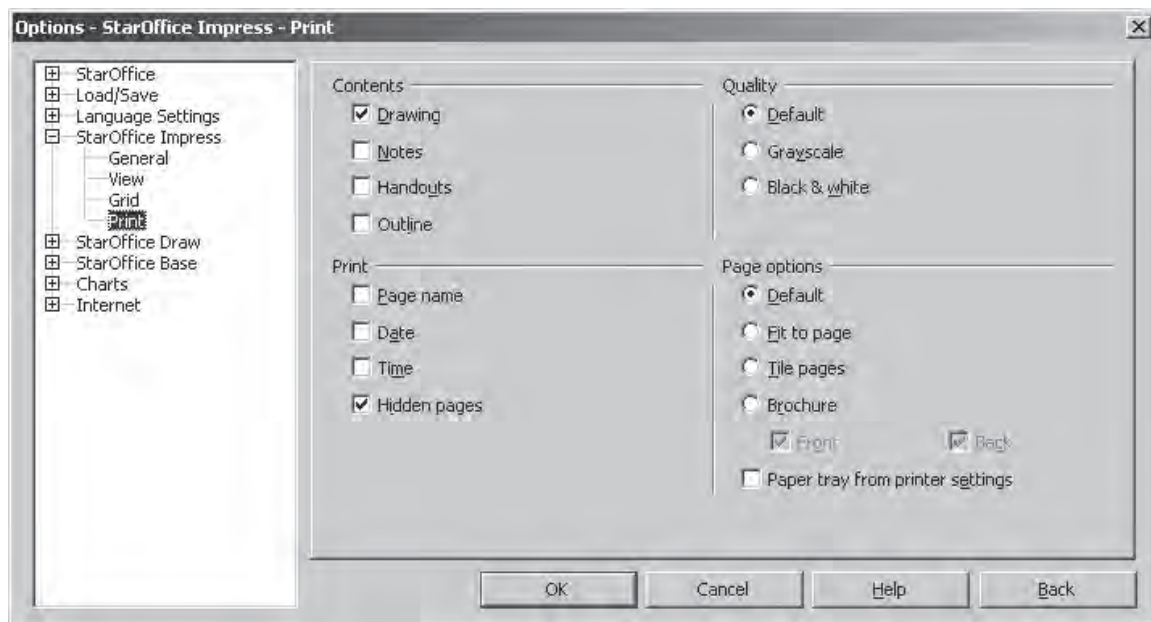 Options - StarOffice Impress - Print
StarOffice
Load/Save
Language Settings
StarOffice Impress
General
View
Grid
Print
StarOffice Draw
StarOffice Base
Charts
Internet
Contents
Drawing
Notes
Handouts
Outline
Quality
Default
Grayscale
Black & white
Print
Page name
Date
Time
Hidden pages
Page options
Default
Fit to page
Tile pages
Brochure
Front Back
Paper tray from printer settings
OK Cancel Help Back